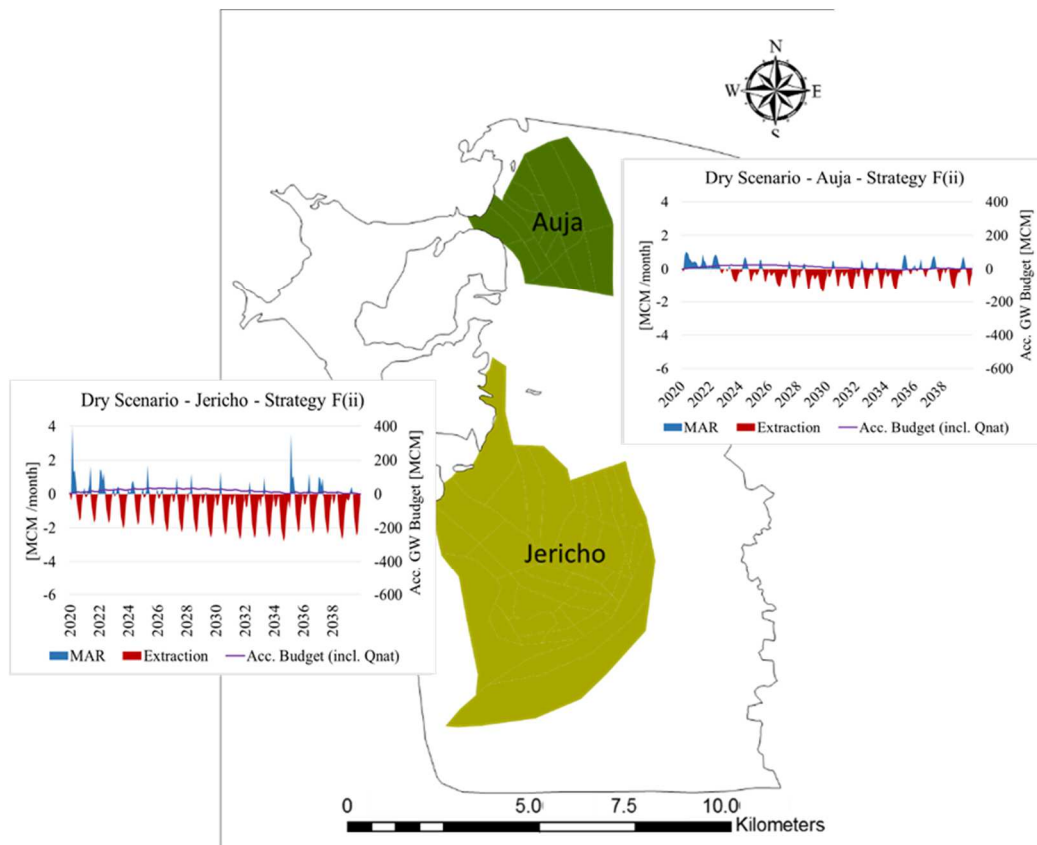 N
W E
S
Auja
Dry Scenario - Auja - Strategy F(ii)
4 400
2 200
0 0
-2 -200
-4 -400
-6 -600
[MCM /month]
Acc. GW Budget [MCM]
2020 2022 2024 2026 2028 2030 2032 2034 2036 2038
MAR Extraction Acc. Budget (incl. Qnat)
Dry Scenario - Jericho - Strategy F(ii)
4 400
2 200
0 0
-2 -200
-4 -400
-6 -600
[MCM /month]
Acc. GW Budget [MCM]
2020 2022 2024 2026 2028 2030 2032 2034 2036 2038
MAR Extraction Acc. Budget (incl. Qnat)
Jericho
0 5.0 7.5 10.0
Kilometers